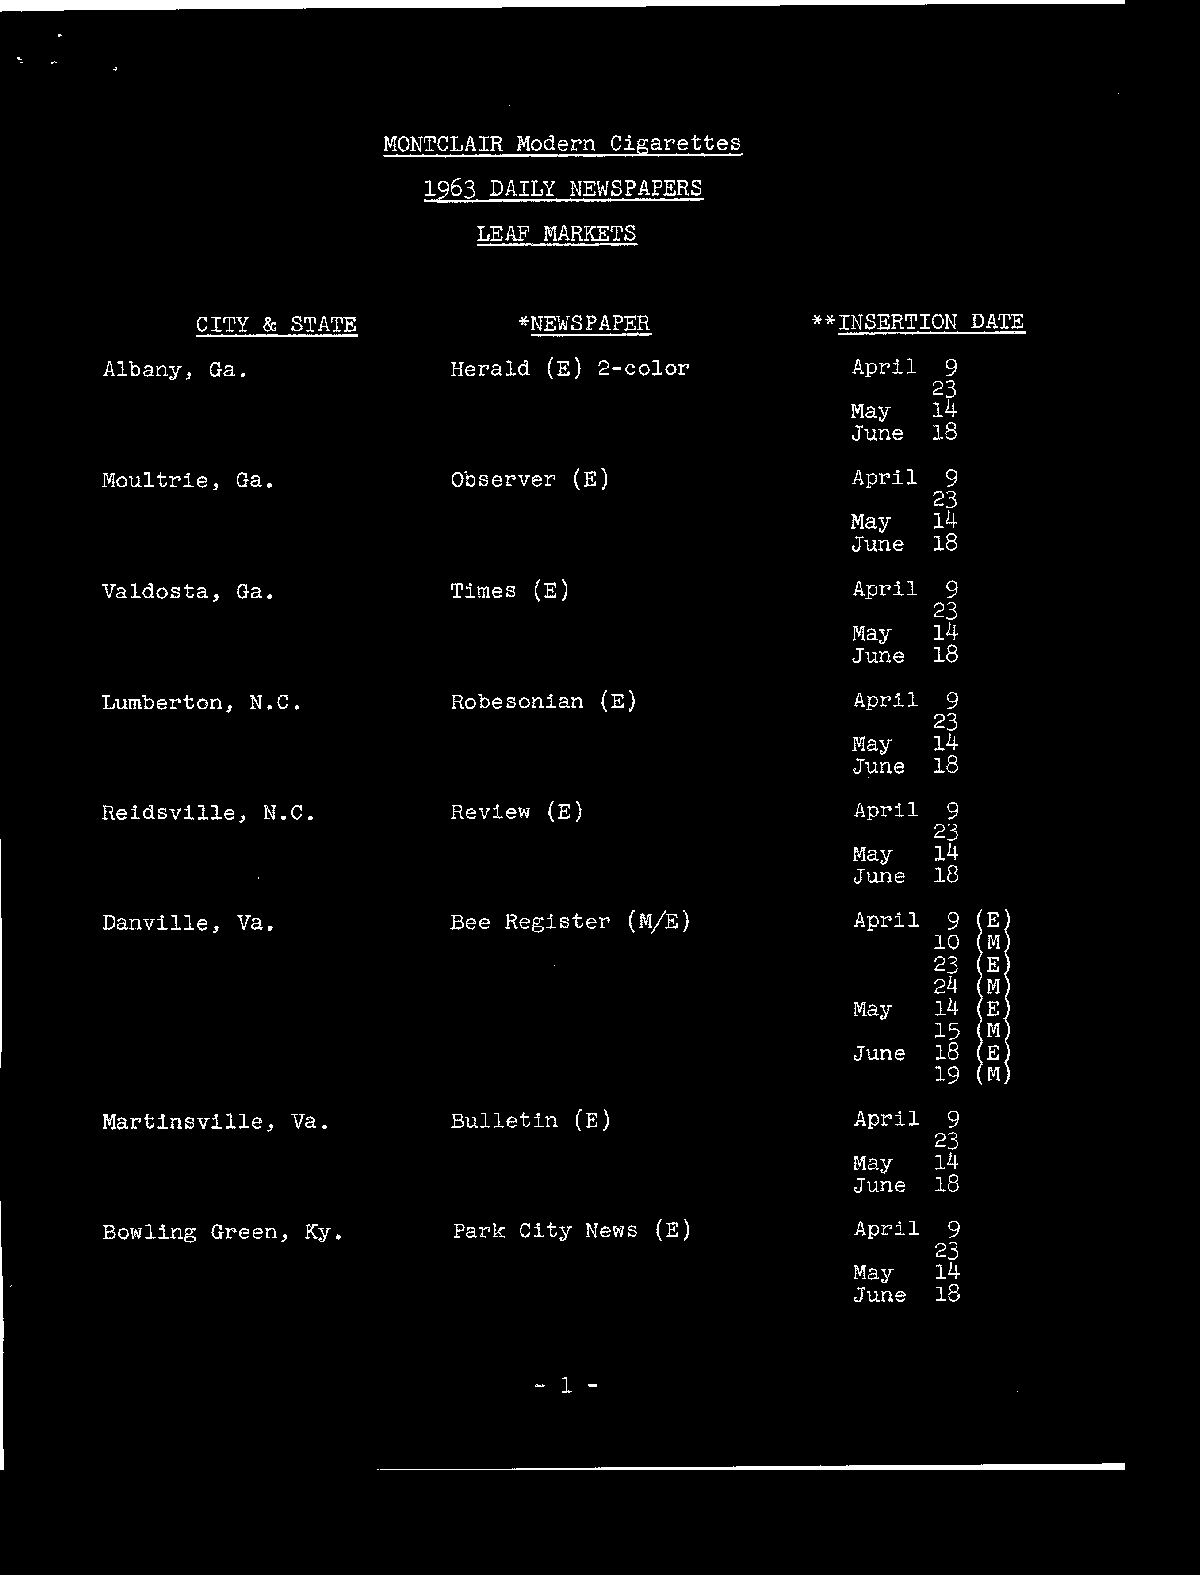 MONTCLAIR Modern Cigarettes
1963 DAILY NEWSPAPERS
LEAF MARKETS
CITY & STATE *NEWSPAPER **INSERTION DATE
Albany, Ga. Herald (E) 2-color April 9
23
May 14
June 18
Moultrie, Ga. Observer (E) April 9
23
May 14
June 18
Valdosta, Ga. Times (E) April 9
23
May 14
June 18
Lumberton, N.C. Robesonian (E) April 9
23
May 14
June 18
Reidsville, N.C. Review (E) April 9
23
May 14
June 18
Danville, Va. Bee Register (M/E) April 9 (E)
10 (M)
23 (E)
24 (M)
May 14 (E)
15 (M)
June 18 (E)
19 (M)
Martinsville, Va. Bulletin (E) April 9
23
May 14
June 18
Bowling Green, Ky. Park City News (E) April 9
23
May 14
June 18
- 1 -